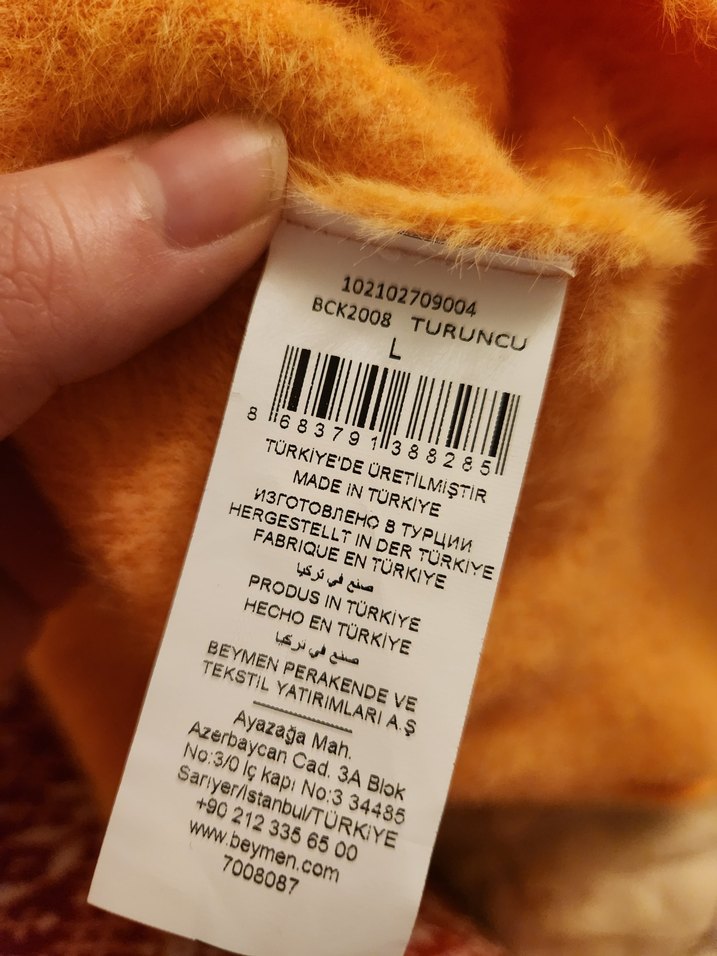 102102709004
BCK2008 TURUNCU
L
8 683791 388285
TÜRKİYE'DE ÜRETİLMİŞTİR
MADE IN TÜRKİYE
ИЗГОТОВЛЕНО В ТУРЦИИ
HERGESTELLT IN DER TÜRKİYE
FABRIQUE EN TÜRKİYE
صنع في تركيا
PRODUS IN TÜRKİYE
HECHO EN TÜRKİYE
صنع في تركيا
BEYMEN PERAKENDE VE
TEKSTİL YATIRIMLARI A.Ş
Ayazağa Mah.
Azerbaycan Cad. 3A Blok
No:3/0 İç kapı No:3 34485
Sarıyer/İstanbul/TÜRKİYE
+90 212 335 65 00
www.beymen.com
7008087